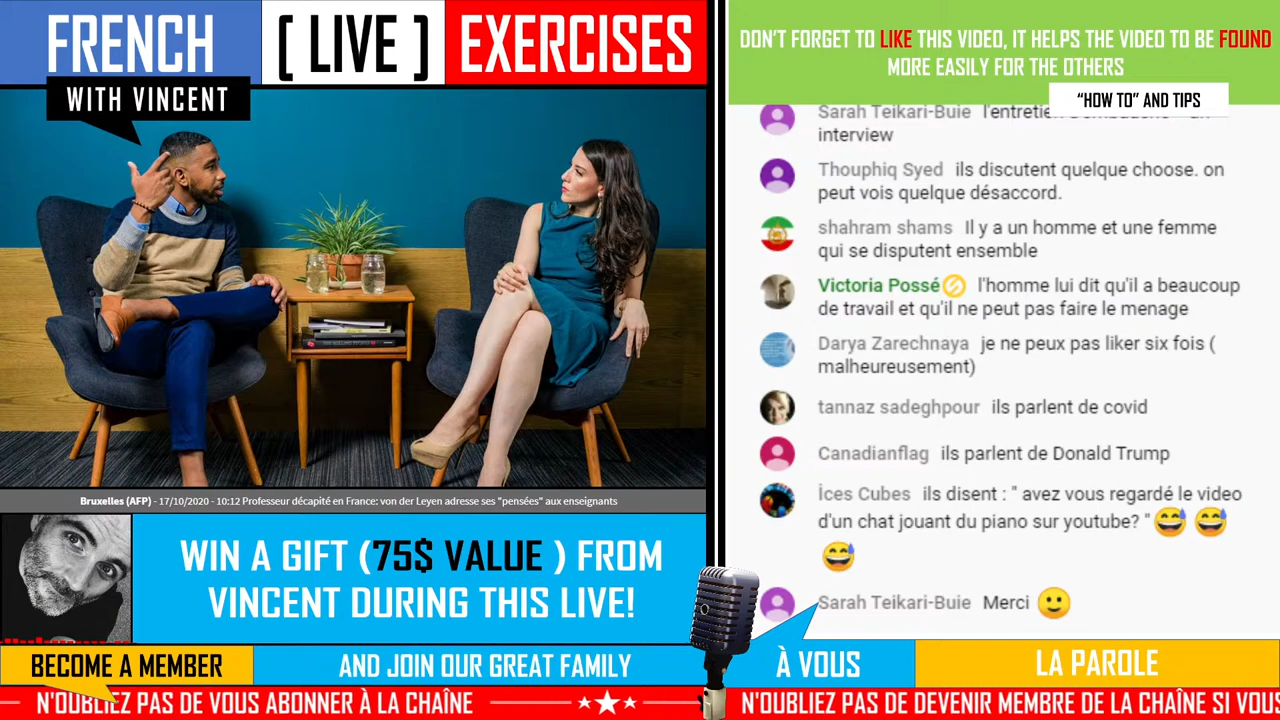 FRENCH [ LIVE ] EXERCISES
WITH VINCENT
Bruxelles (AFP) - 17/10/2020 - 10:12 Professeur décapité en France: von der Leyen adresse ses "pensées" aux enseignants
WIN A GIFT (75$ VALUE ) FROM
VINCENT DURING THIS LIVE!
BECOME A MEMBER
AND JOIN OUR GREAT FAMILY
N'OUBLIEZ PAS DE VOUS ABONNER À LA CHAÎNE
DON'T FORGET TO LIKE THIS VIDEO, IT HELPS THE VIDEO TO BE FOUND
MORE EASILY FOR THE OTHERS
"HOW TO" AND TIPS
Sarah Teikari-Buie l'entretien
interview
Thouphiq Syed ils discutent quelque choose. on
peut vois quelque désaccord.
shahram shams Il y a un homme et une femme
qui se disputent ensemble
Victoria Possé l'homme lui dit qu'il a beaucoup
de travail et qu'il ne peut pas faire le menage
Darya Zarechnaya je ne peux pas liker six fois (
malheureusement)
tannaz sadeghpour ils parlent de covid
Canadianflag ils parlent de Donald Trump
İces Cubes ils disent : " avez vous regardé le video
d'un chat jouant du piano sur youtube? " 😅 😅
😅
Sarah Teikari-Buie Merci 🙂
À VOUS
LA PAROLE
N'OUBLIEZ PAS DE DEVENIR MEMBRE DE LA CHAÎNE SI VOUS